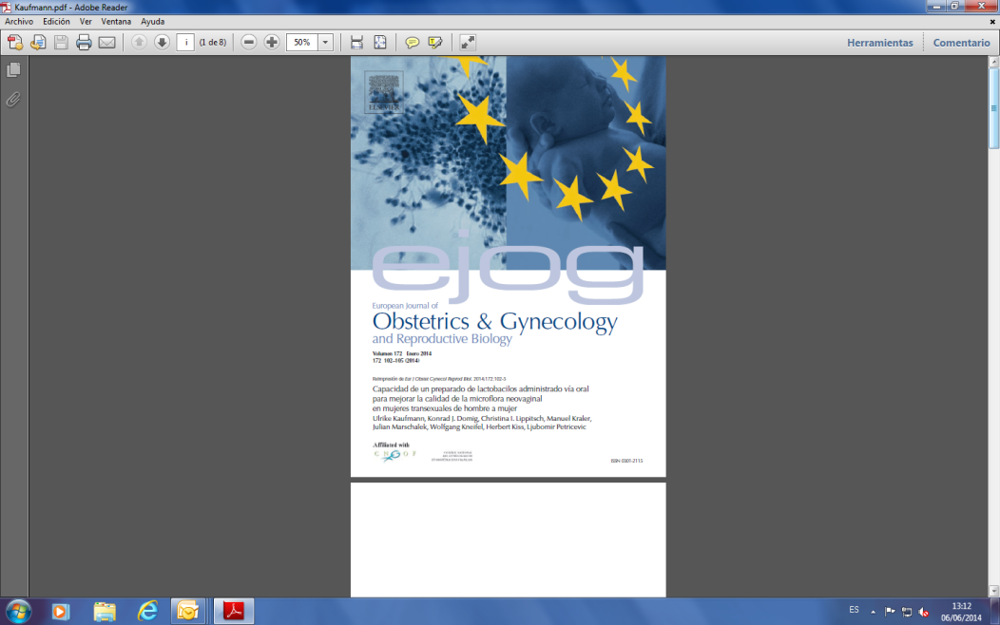 Kaufmann.pdf - Adobe Reader
Archivo Edición Ver Ventana Ayuda
i (1 de 8) 50% Herramientas Comentario
ELSEVIER
ejog
European Journal of
Obstetrics & Gynecology
and Reproductive Biology
Volumen 172 Enero 2014
172 102–105 (2014)
Reimpresión de Eur J Obstet Gynecol Reprod Biol. 2014;172:102-5
Capacidad de un preparado de lactobacilos administrado vía oral
para mejorar la calidad de la microflora neovaginal
en mujeres transexuales de hombre a mujer
Ulrike Kaufmann, Konrad J. Domig, Christina I. Lippitsch, Manuel Kraler,
Julian Marschalek, Wolfgang Kneifel, Herbert Kiss, Ljubomir Petricevic
Affiliated with
C N G O F
ISSN 0301-2115
ES 13:12
06/06/2014